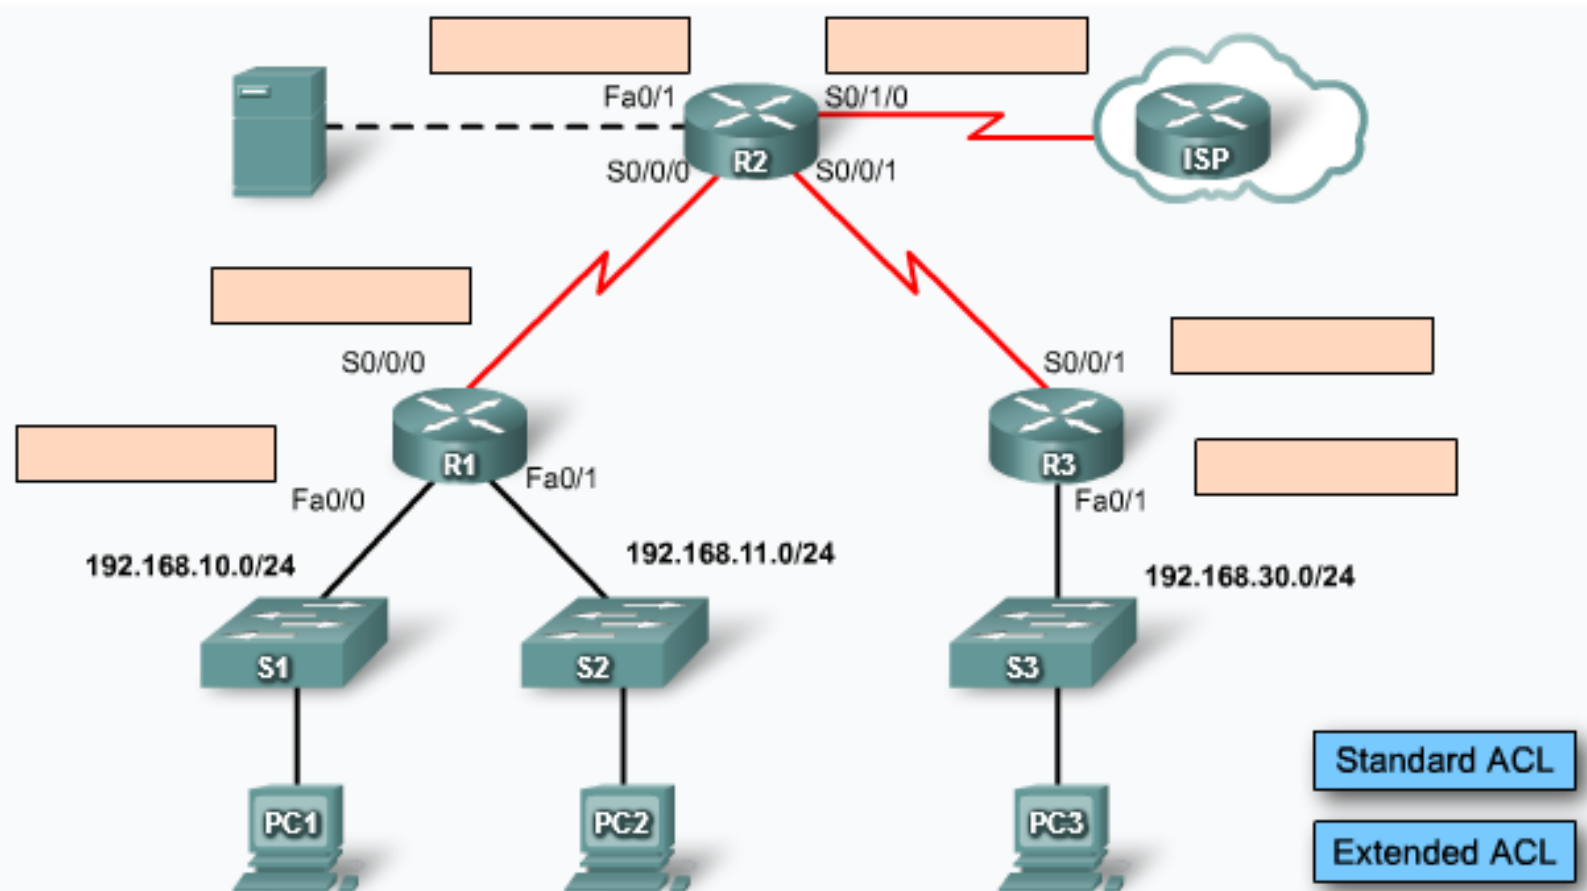 Fa0/1
S0/1/0
R2
ISP
S0/0/0
S0/0/1
S0/0/0
S0/0/1
R1
R3
Fa0/0
Fa0/1
Fa0/1
192.168.10.0/24
192.168.11.0/24
192.168.30.0/24
S1
S2
S3
Standard ACL
PC1
PC2
PC3
Extended ACL